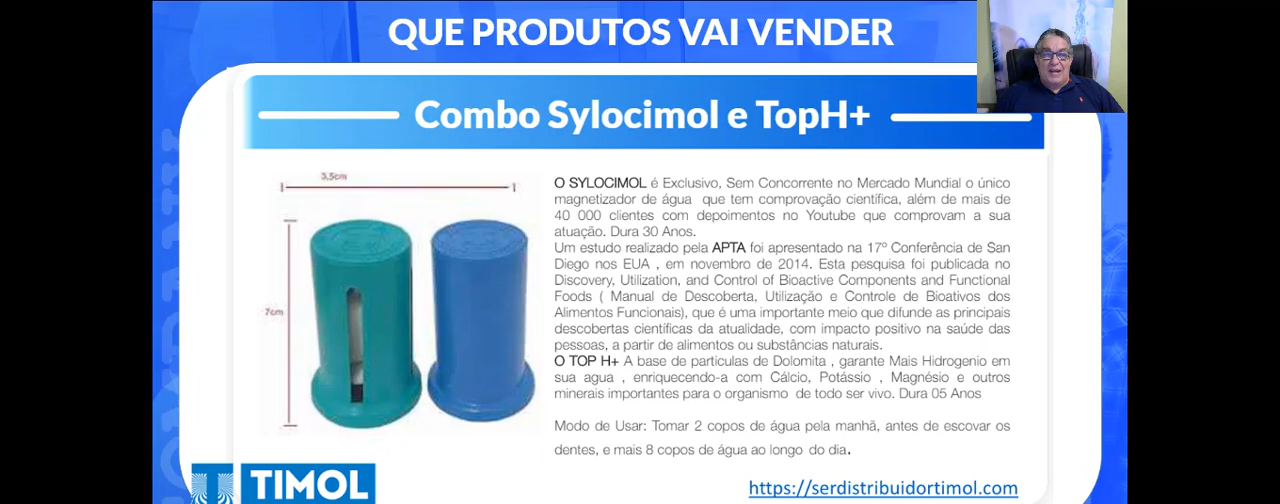 QUE PRODUTOS VAI VENDER
Combo Sylocimol e TopH+
3,5cm
7cm
O SYLOCIMOL é Exclusivo, Sem Concorrente no Mercado Mundial o único
magnetizador de água que tem comprovação científica, além de mais de
40 000 clientes com depoimentos no Youtube que comprovam a sua
atuação. Dura 30 Anos.
Um estudo realizado pela APTA foi apresentado na 17º Conferência de San
Diego nos EUA , em novembro de 2014. Esta pesquisa foi publicada no
Discovery, Utilization, and Control of Bioactive Components and Functional
Foods ( Manual de Descoberta, Utilização e Controle de Bioativos dos
Alimentos Funcionais), que é uma importante meio que difunde as principais
descobertas científicas da atualidade, com impacto positivo na saúde das
pessoas, a partir de alimentos ou substâncias naturais.
O TOP H+ A base de particulas de Dolomita , garante Mais Hidrogenio em
sua agua , enriquecendo-a com Cálcio, Potássio , Magnésio e outros
minerais importantes para o organismo de todo ser vivo. Dura 05 Anos
Modo de Usar: Tomar 2 copos de água pela manhã, antes de escovar os
dentes, e mais 8 copos de água ao longo do dia.
TIMOL
https://serdistribuidortimol.com